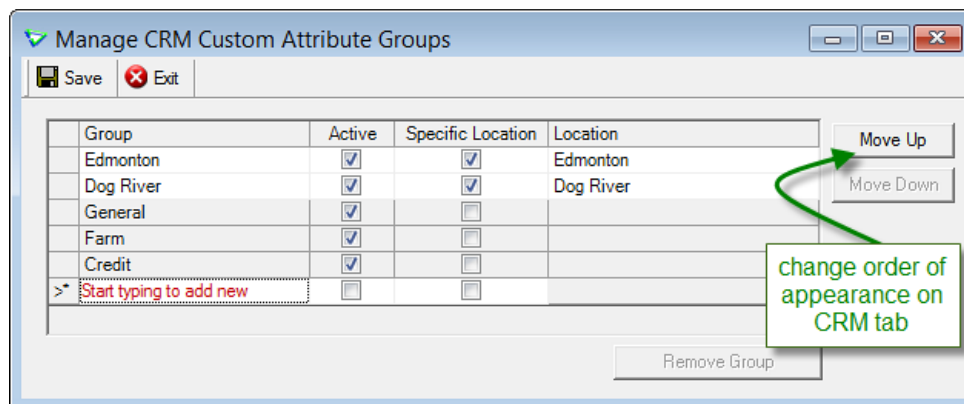 Manage CRM Custom Attribute Groups
Save Exit
Group Active Specific Location Location
Edmonton Edmonton
Dog River Dog River
General
Farm
Credit
>* Start typing to add new
Move Up
Move Down
change order of
appearance on
CRM tab
Remove Group